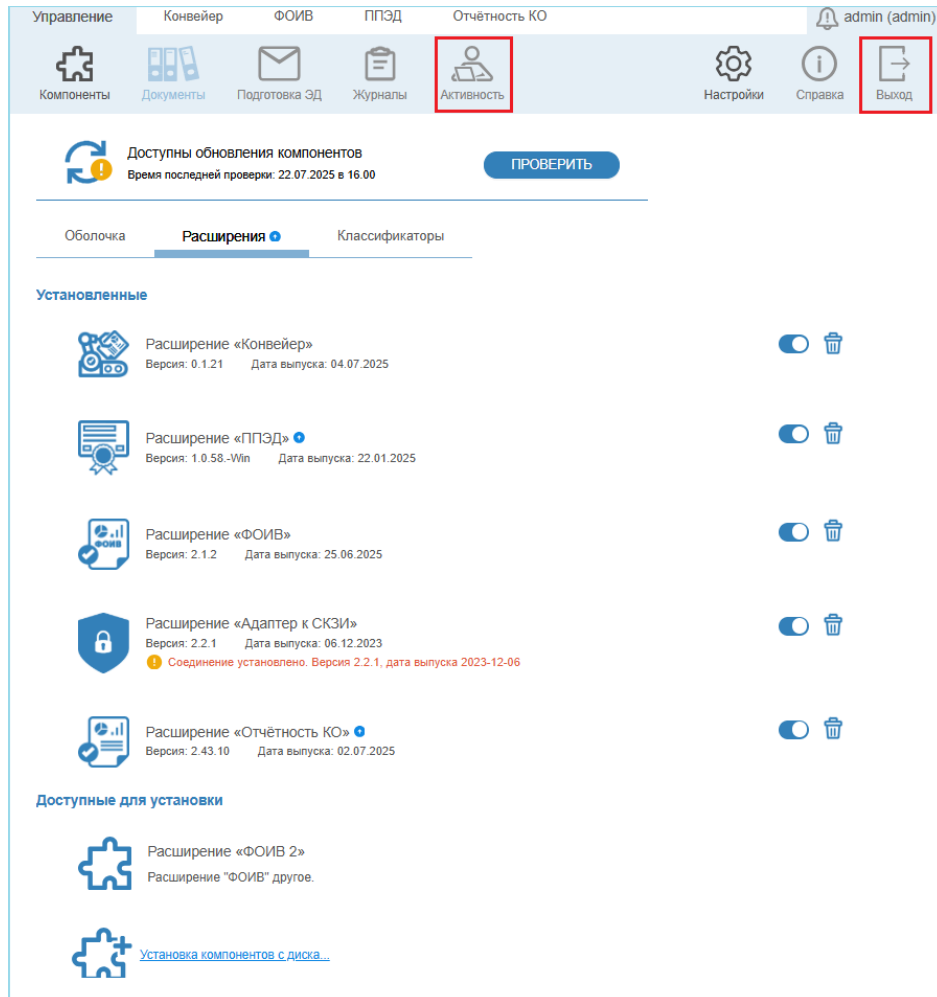 Управление Конвейер ФОИВ ППЭД Отчётность КО admin (admin)
Компоненты Документы Подготовка ЭД Журналы Активность Настройки Справка Выход
Доступны обновления компонентов
Время последней проверки: 22.07.2025 в 16.00
ПРОВЕРИТЬ
Оболочка Расширения Классификаторы
Установленные
Расширение «Конвейер»
Версия: 0.1.21 Дата выпуска: 04.07.2025
Расширение «ППЭД»
Версия: 1.0.58.-Win Дата выпуска: 22.01.2025
ФОИВ
Расширение «ФОИВ»
Версия: 2.1.2 Дата выпуска: 25.06.2025
Расширение «Адаптер к СКЗИ»
Версия: 2.2.1 Дата выпуска: 06.12.2023
Соединение установлено. Версия 2.2.1, дата выпуска 2023-12-06
Расширение «Отчётность КО»
Версия: 2.43.10 Дата выпуска: 02.07.2025
Доступные для установки
Расширение «ФОИВ 2»
Расширение "ФОИВ" другое.
Установка компонентов с диска...